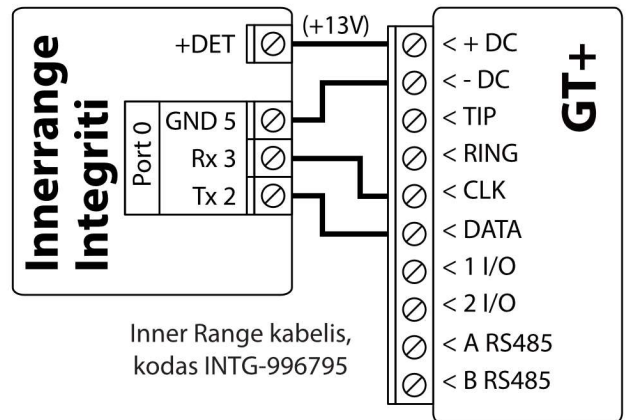 Innerrange
Integriti
+DET
(+13V)
Port 0
GND 5
Rx 3
Tx 2
GT+
< + DC
< - DC
< TIP
< RING
< CLK
< DATA
< 1 I/O
< 2 I/O
< A RS485
< B RS485
Inner Range kabelis,
kodas INTG-996795